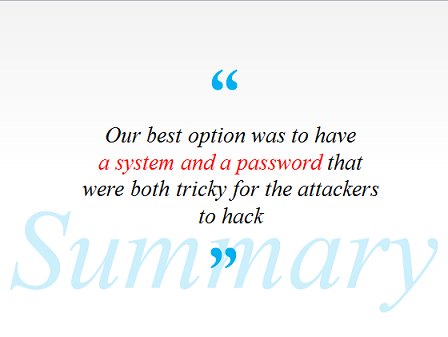 “
Our best option was to have
a system and a password that
were both tricky for the attackers
to hack
Summary
”